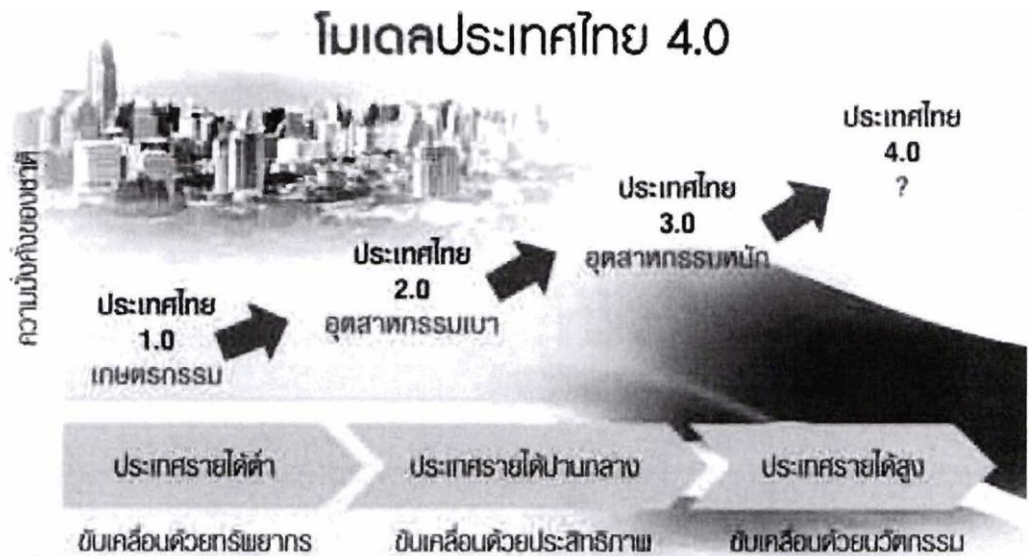 โมเดลประเทศไทย 4.0
ความมั่งคั่งของชาติ
ประเทศไทย
1.0
เกษตรกรรม
ประเทศไทย
2.0
อุตสาหกรรมเบา
ประเทศไทย
3.0
อุตสาหกรรมหนัก
ประเทศไทย
4.0
?
ประเทศรายได้ต่ำ
ประเทศรายได้ปานกลาง
ประเทศรายได้สูง
ขับเคลื่อนด้วยทรัพยากร
ขับเคลื่อนด้วยประสิทธิภาพ
ขับเคลื่อนด้วยนวัตกรรม